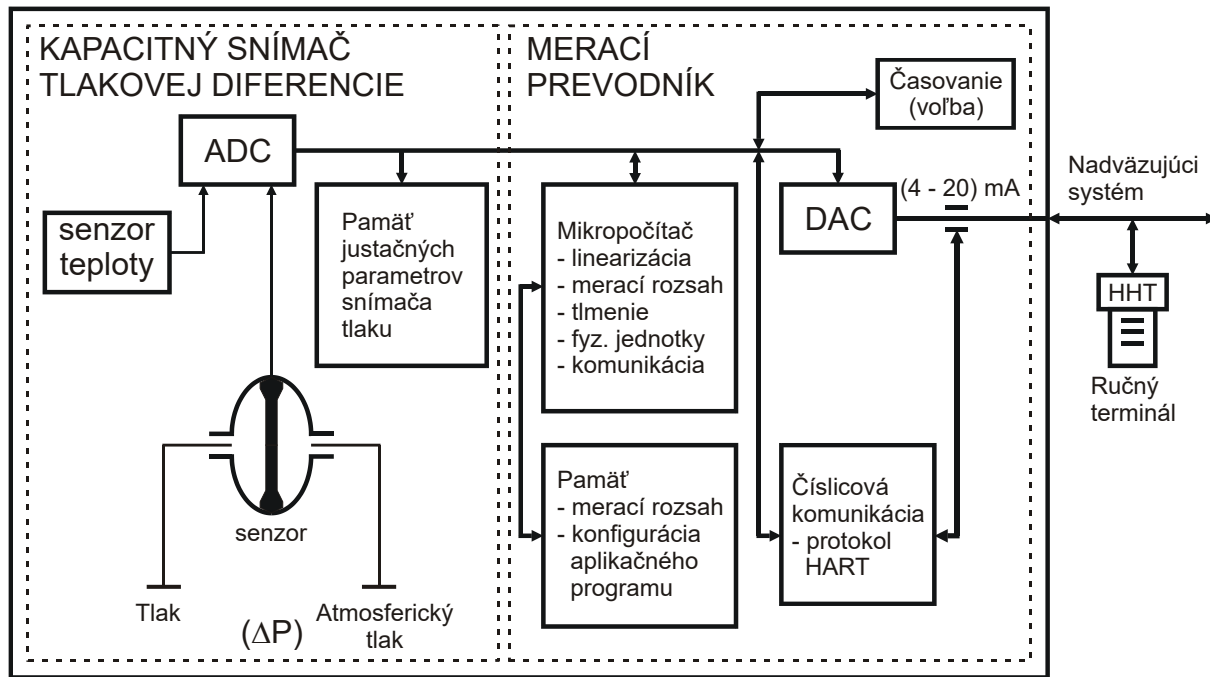 KAPACITNÝ SNÍMAČ
TLAKOVEJ DIFERENCIE
ADC
senzor
teploty
Pamäť
justačných
parametrov
snímača
tlaku
senzor
Tlak
(ΔP)
Atmosferický
tlak
MERACÍ
PREVODNÍK
Časovanie
(voľba)
Mikropočítač
- linearizácia
- merací rozsah
- tlmenie
- fyz. jednotky
- komunikácia
DAC
(4 - 20) mA
Pamäť
- merací rozsah
- konfigurácia
aplikačného
programu
Číslicová
komunikácia
- protokol
HART
Nadväzujúci
systém
HHT
Ručný
terminál